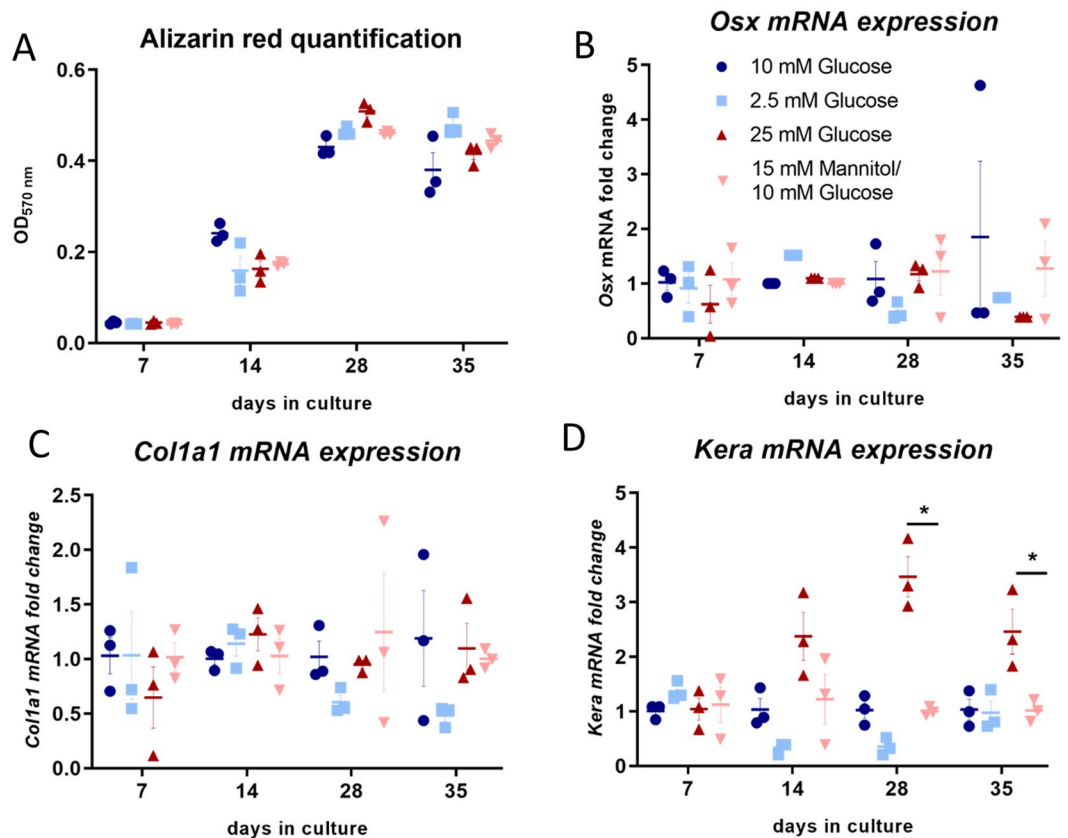 A
Alizarin red quantification
0.6
0.4
0.2
0.0
OD570 nm
7 14 28 35
days in culture
B
Osx mRNA expression
10 mM Glucose
2.5 mM Glucose
25 mM Glucose
15 mM Mannitol/
10 mM Glucose
5
4
3
2
1
0
Osx mRNA fold change
7 14 28 35
days in culture
C
Col1a1 mRNA expression
2.5
2.0
1.5
1.0
0.5
0.0
Col1a1 mRNA fold change
7 14 28 35
days in culture
D
Kera mRNA expression
5
4
3
2
1
0
Kera mRNA fold change
*
*
7 14 28 35
days in culture